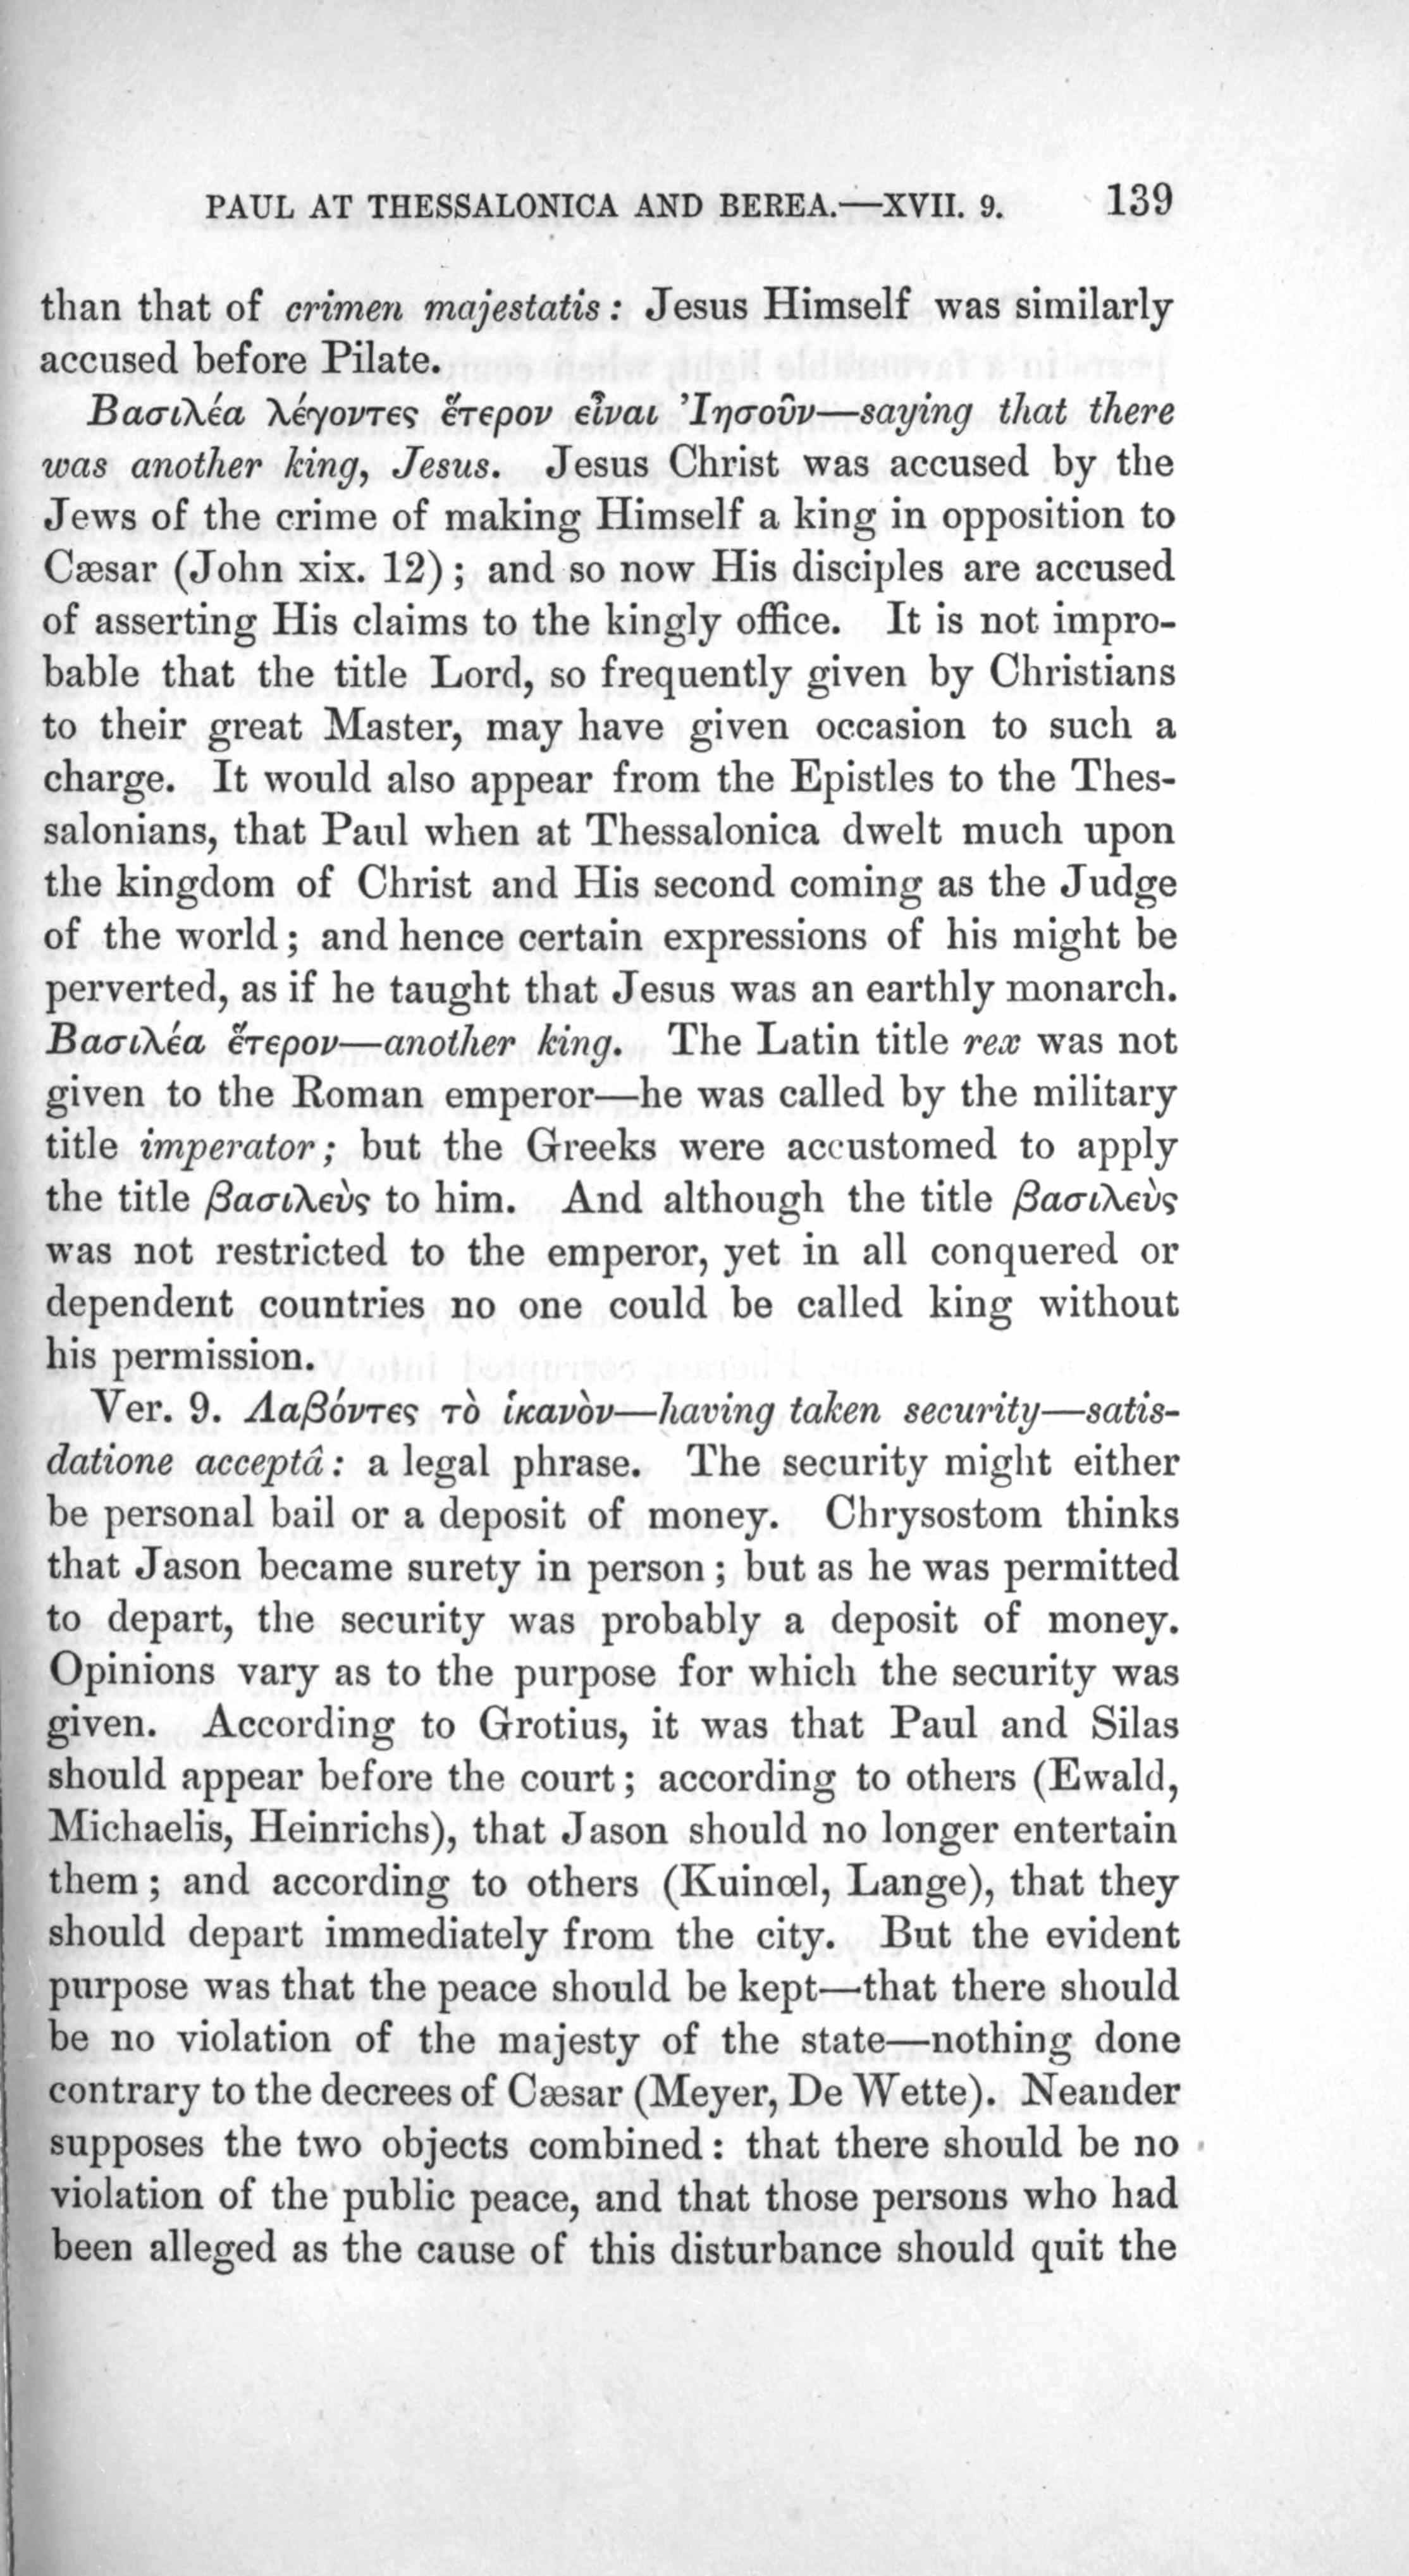 PAUL AT THESSALONICA AND BEREA.—XVII. 9. 139
than that of crimen majestatis: Jesus Himself was similarly
accused before Pilate.
Βασιλέα λέγοντες ἕτερον εἶναι Ἰησοῦν—saying that there
was another king, Jesus. Jesus Christ was accused by the
Jews of the crime of making Himself a king in opposition to
Cæsar (John xix. 12); and so now His disciples are accused
of asserting His claims to the kingly office. It is not impro-
bable that the title Lord, so frequently given by Christians
to their great Master, may have given occasion to such a
charge. It would also appear from the Epistles to the Thes-
salonians, that Paul when at Thessalonica dwelt much upon
the kingdom of Christ and His second coming as the Judge
of the world; and hence certain expressions of his might be
perverted, as if he taught that Jesus was an earthly monarch.
Βασιλέα ἕτερον—another king. The Latin title rex was not
given to the Roman emperor—he was called by the military
title imperator; but the Greeks were accustomed to apply
the title βασιλεὺς to him. And although the title βασιλεὺς
was not restricted to the emperor, yet in all conquered or
dependent countries no one could be called king without
his permission.
Ver. 9. Λαβόντες τὸ ἱκανὸν—having taken security—satis-
datione acceptâ: a legal phrase. The security might either
be personal bail or a deposit of money. Chrysostom thinks
that Jason became surety in person; but as he was permitted
to depart, the security was probably a deposit of money.
Opinions vary as to the purpose for which the security was
given. According to Grotius, it was that Paul and Silas
should appear before the court; according to others (Ewald,
Michaelis, Heinrichs), that Jason should no longer entertain
them; and according to others (Kuinœl, Lange), that they
should depart immediately from the city. But the evident
purpose was that the peace should be kept—that there should
be no violation of the majesty of the state—nothing done
contrary to the decrees of Cæsar (Meyer, De Wette). Neander
supposes the two objects combined: that there should be no
violation of the public peace, and that those persons who had
been alleged as the cause of this disturbance should quit the